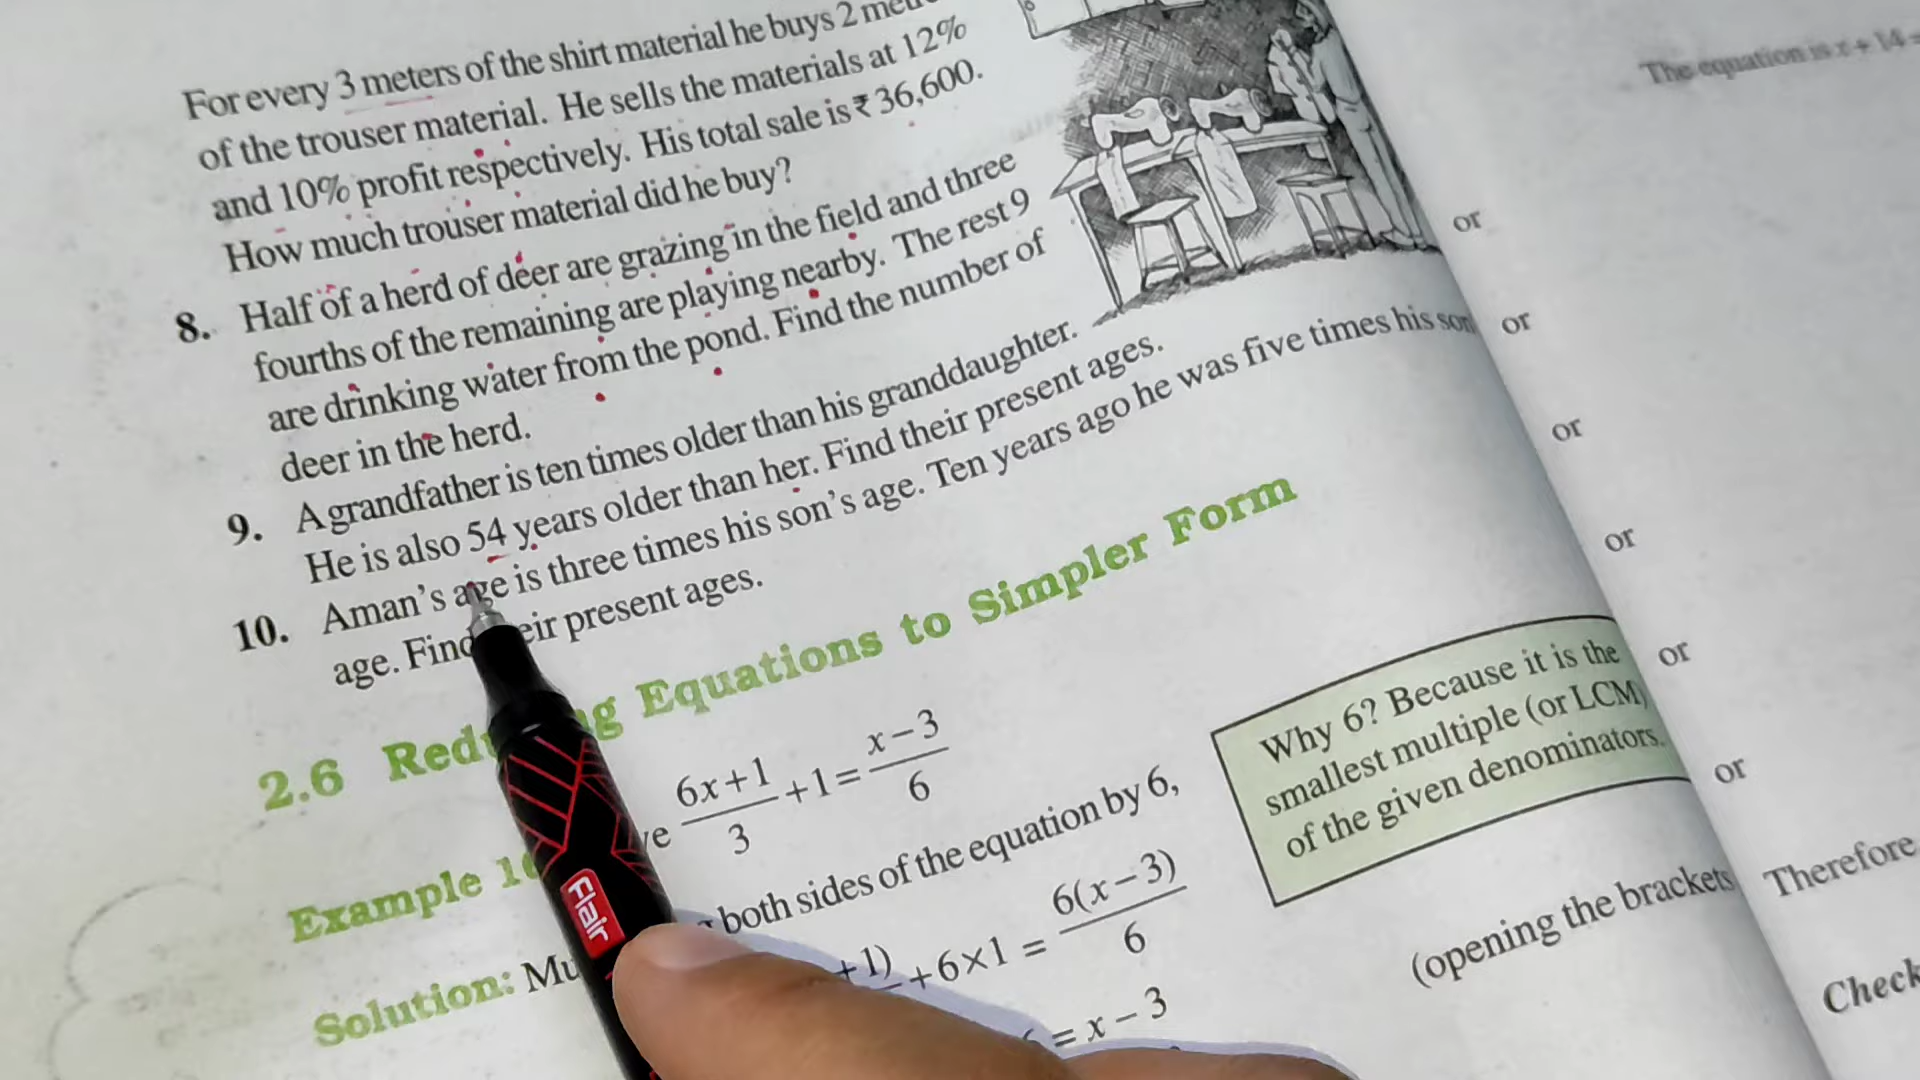 For every 3 meters of the shirt material he buys 2
of the trouser material. He sells the materials at 12%
and 10% profit respectively. His total sale is ₹ 36,600.
How much trouser material did he buy?
8. Half of a herd of deer are grazing in the field and three
fourths of the remaining are playing nearby. The rest 9
are drinking water from the pond. Find the number of
deer in the herd.
9. A grandfather is ten times older than his granddaughter.
He is also 54 years older than her. Find their present ages.
10. Aman's age is three times his son's age. Ten years ago he was five times his son
age. Find present ages.
2.6 Equations to Simpler Form
Example
6x+1/3 +1= x−3/6
Solution: both sides of the equation by 6,
+1) +6×1 = 6(x−3)/6
= x − 3
(opening the brackets
Why 6? Because it is the
smallest multiple (or LCM)
of the given denominators.
The equation is x + 14 =
or
or
or
or
or
or
Therefore
Check
Flair